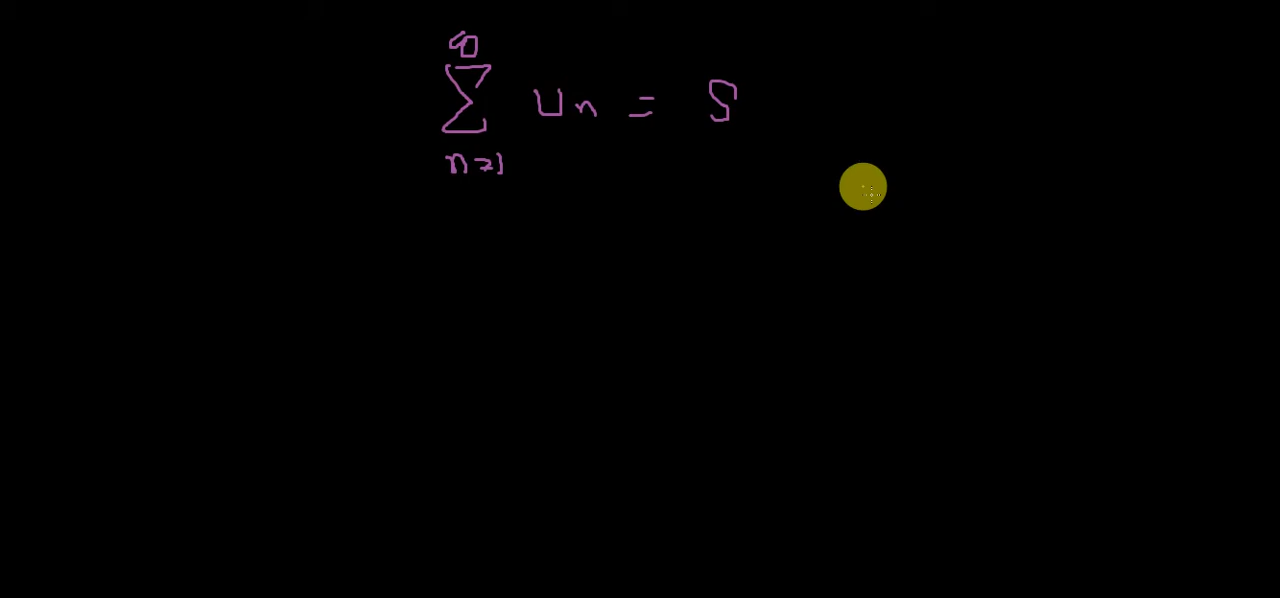 ∞
∑ Un = S
n=1